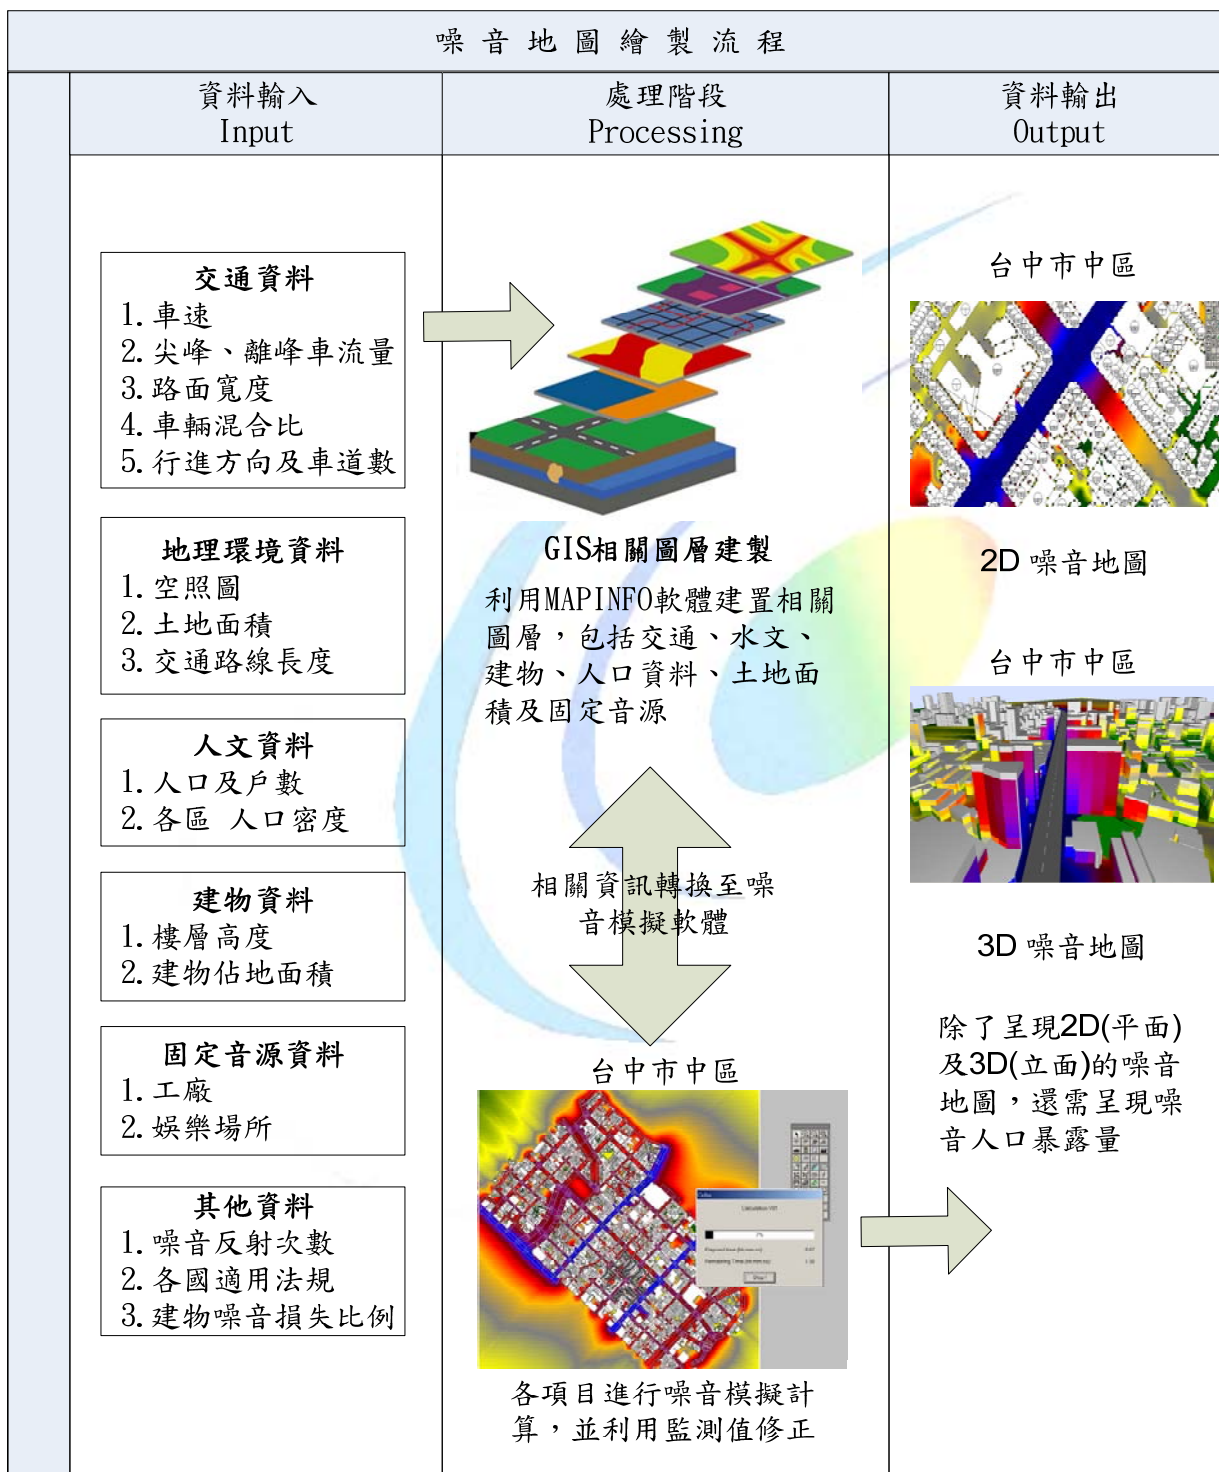 噪音地圖繪製流程
資料輸入
Input
處理階段
Processing
資料輸出
Output
交通資料
1.車速
2.尖峰、離峰車流量
3.路面寬度
4.車輛混合比
5.行進方向及車道數
地理環境資料
1.空照圖
2.土地面積
3.交通路線長度
人文資料
1.人口及戶數
2.各區 人口密度
建物資料
1.樓層高度
2.建物佔地面積
固定音源資料
1.工廠
2.娛樂場所
其他資料
1.噪音反射次數
2.各國適用法規
3.建物噪音損失比例
GIS相關圖層建製
利用MAPINFO軟體建置相關
圖層，包括交通、水文、
建物、人口資料、土地面
積及固定音源
相關資訊轉換至噪
音模擬軟體
台中市中區
各項目進行噪音模擬計
算，並利用監測值修正
台中市中區
2D 噪音地圖
台中市中區
3D 噪音地圖
除了呈現2D(平面)
及3D(立面)的噪音
地圖，還需呈現噪
音人口暴露量